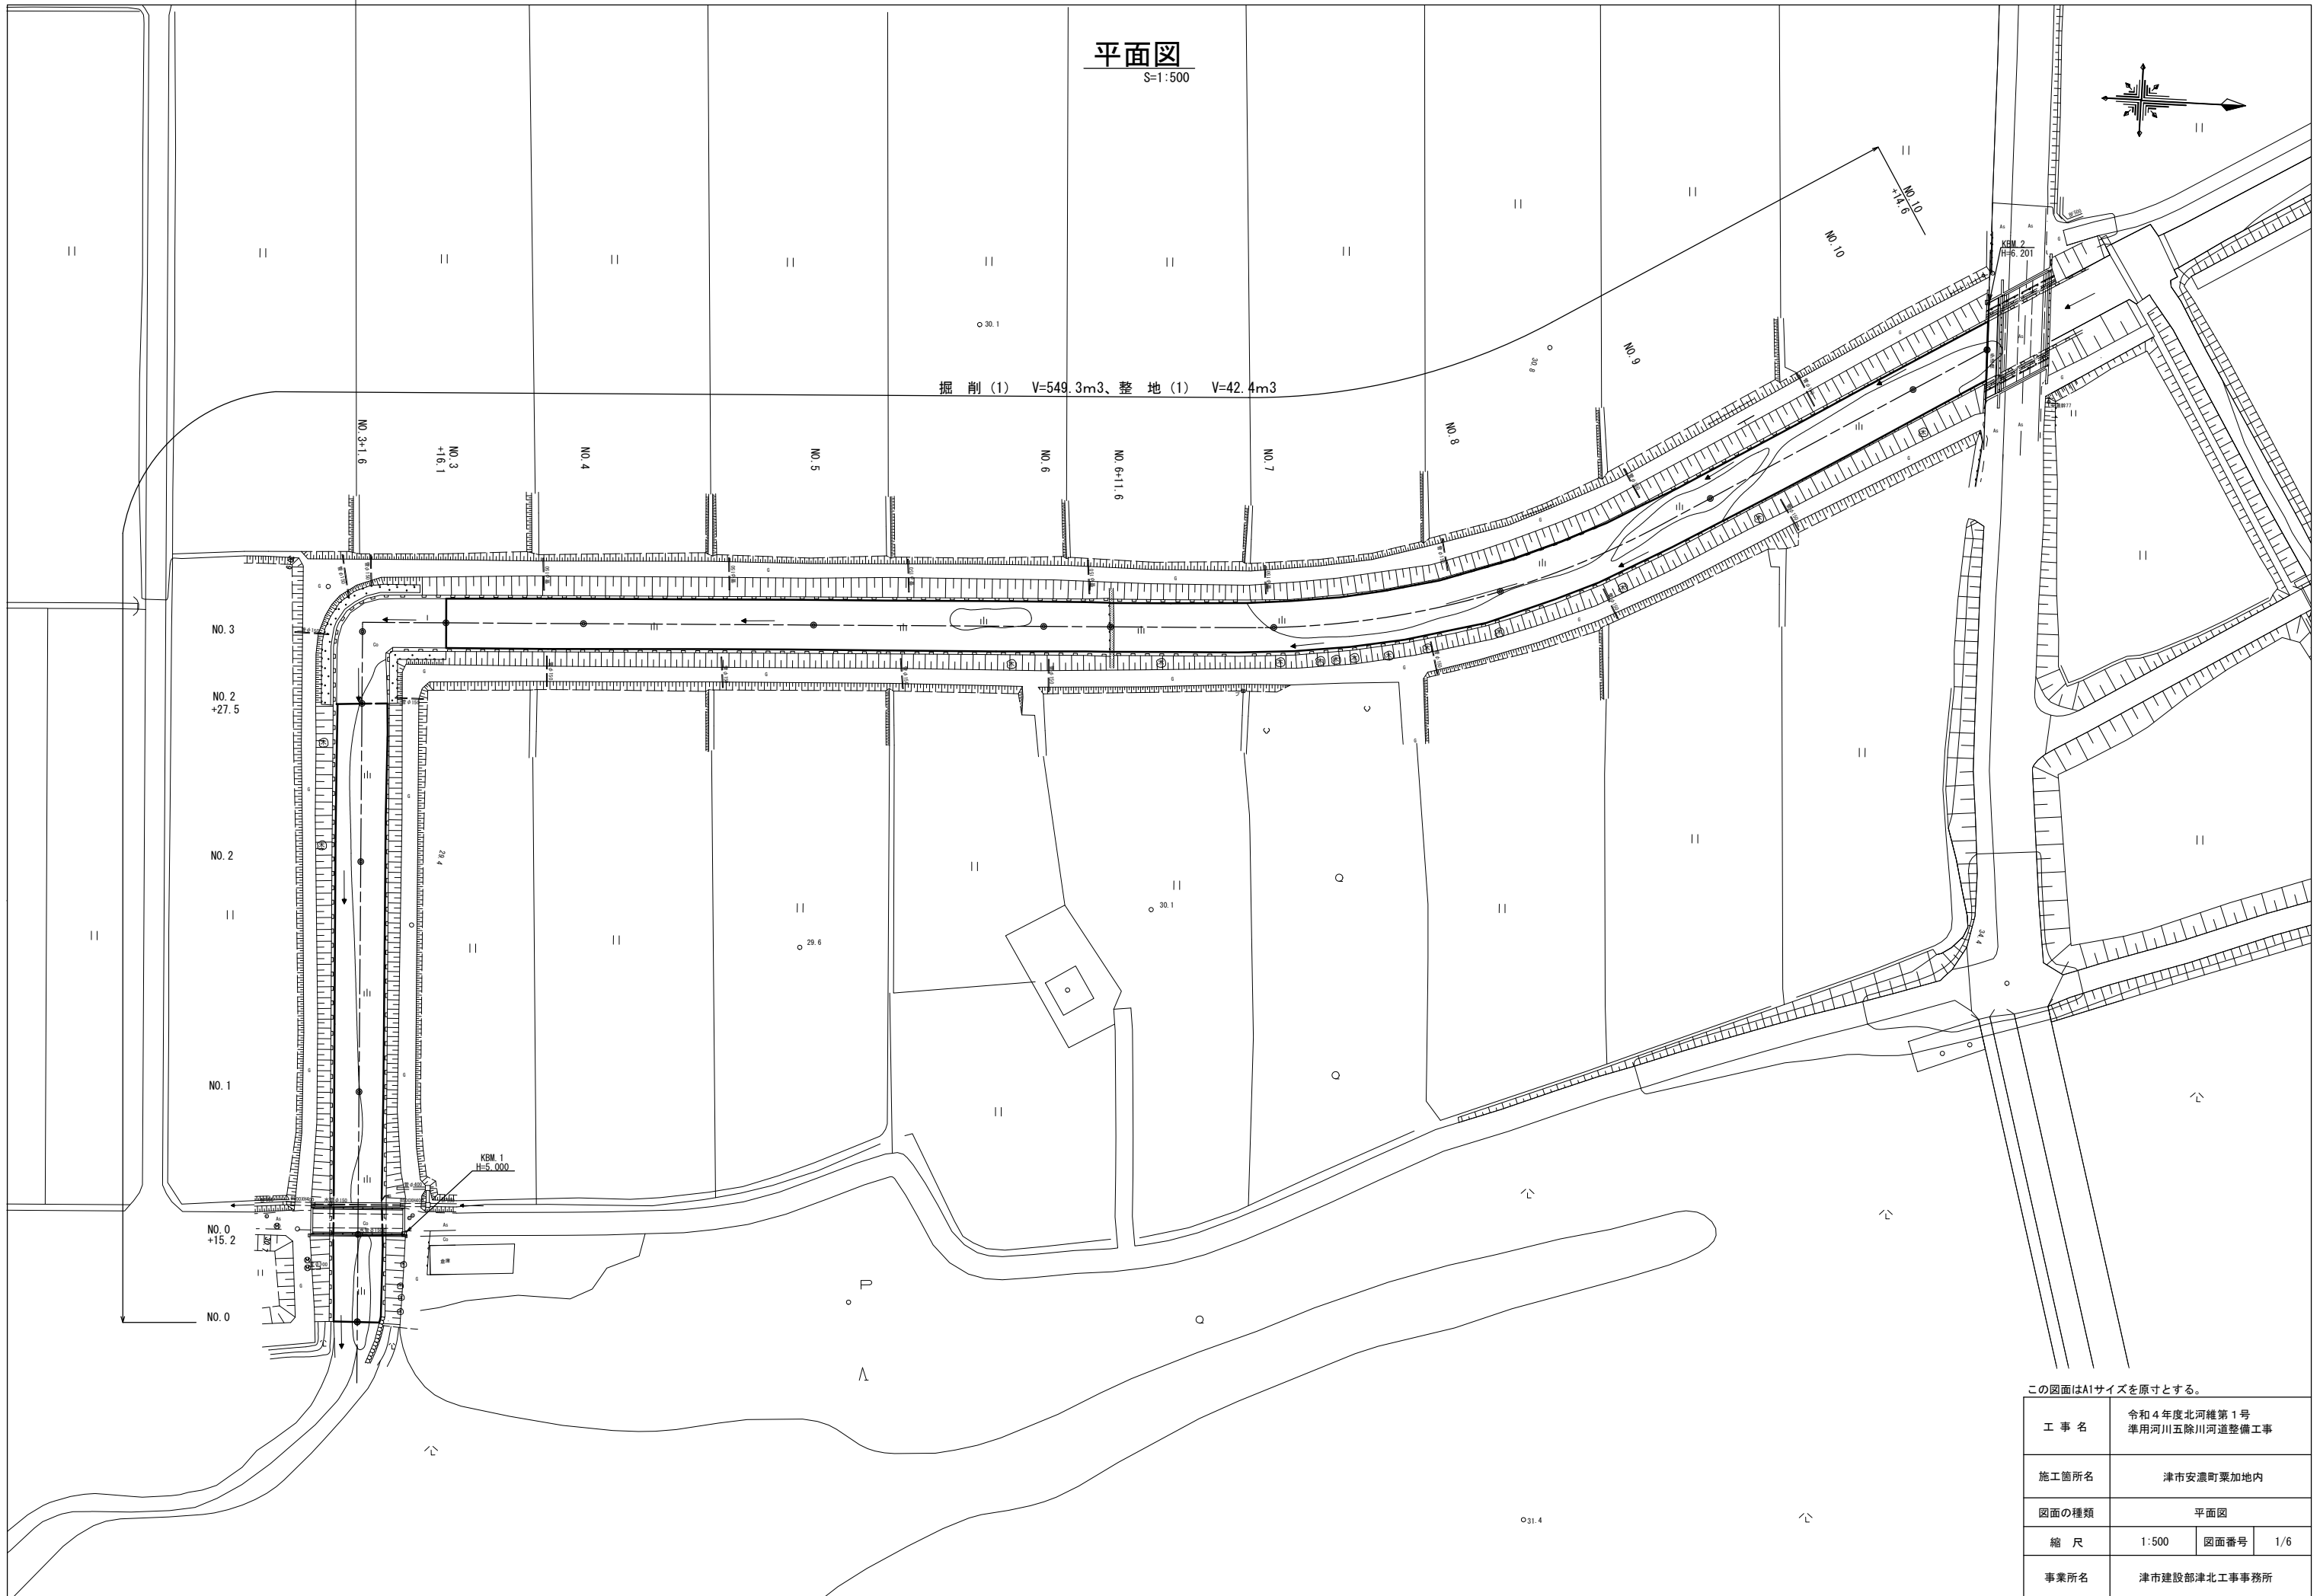 平面図
S=1:500
NO.10
+14.6
NO.10
KBM.2
H=6.201
30.1
30.8
NO.9
掘 削 (1) V=549.3m3、整 地 (1) V=42.4m3
NO.3+1.6
NO.3
+16.1
NO.4
NO.5
NO.6
NO.6+11.6
NO.7
NO.8
NO.3
NO.2
+27.5
NO.2
29.4
30.1
29.6
34.4
NO.1
KBM.1
H=5.000
NO.0
+15.2
NO.0
31.4
この図面はA1サイズを原寸とする。
工 事 名
令和４年度北河維第１号
準用河川五除川河道整備工事
施工箇所名
津市安濃町粟加地内
図面の種類
平面図
縮 尺
1:500
図面番号
1/6
事業所名
津市建設部津北工事事務所